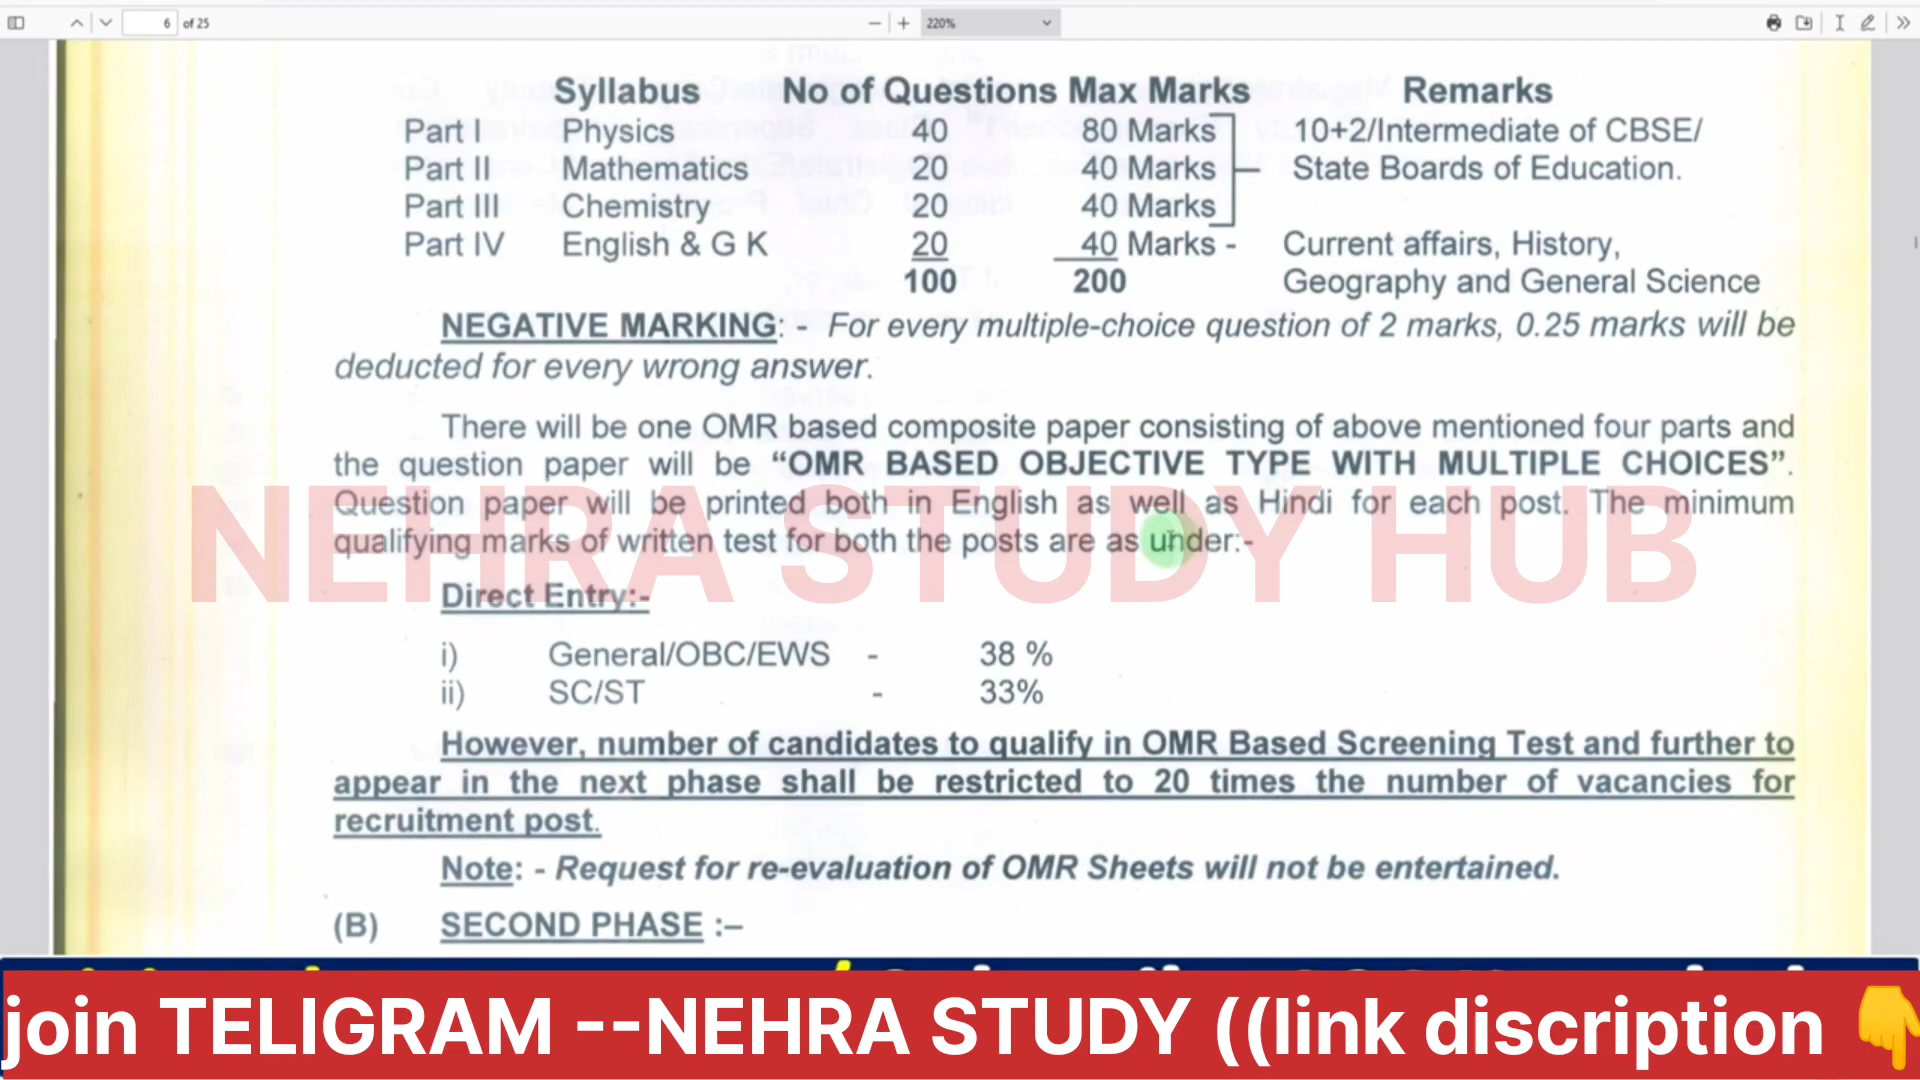 6 of 25
220%
Syllabus No of Questions Max Marks Remarks
Part I Physics 40 80 Marks 10+2/Intermediate of CBSE/
Part II Mathematics 20 40 Marks State Boards of Education.
Part III Chemistry 20 40 Marks
Part IV English & G K 20 40 Marks - Current affairs, History,
100 200 Geography and General Science
NEGATIVE MARKING: - For every multiple-choice question of 2 marks, 0.25 marks will be
deducted for every wrong answer.
There will be one OMR based composite paper consisting of above mentioned four parts and
the question paper will be “OMR BASED OBJECTIVE TYPE WITH MULTIPLE CHOICES”.
Question paper will be printed both in English as well as Hindi for each post. The minimum
qualifying marks of written test for both the posts are as under:-
NEHRA STUDY HUB
Direct Entry:-
i) General/OBC/EWS - 38 %
ii) SC/ST - 33%
However, number of candidates to qualify in OMR Based Screening Test and further to
appear in the next phase shall be restricted to 20 times the number of vacancies for
recruitment post.
Note: - Request for re-evaluation of OMR Sheets will not be entertained.
(B) SECOND PHASE :–
join TELIGRAM --NEHRA STUDY ((link discription 👇